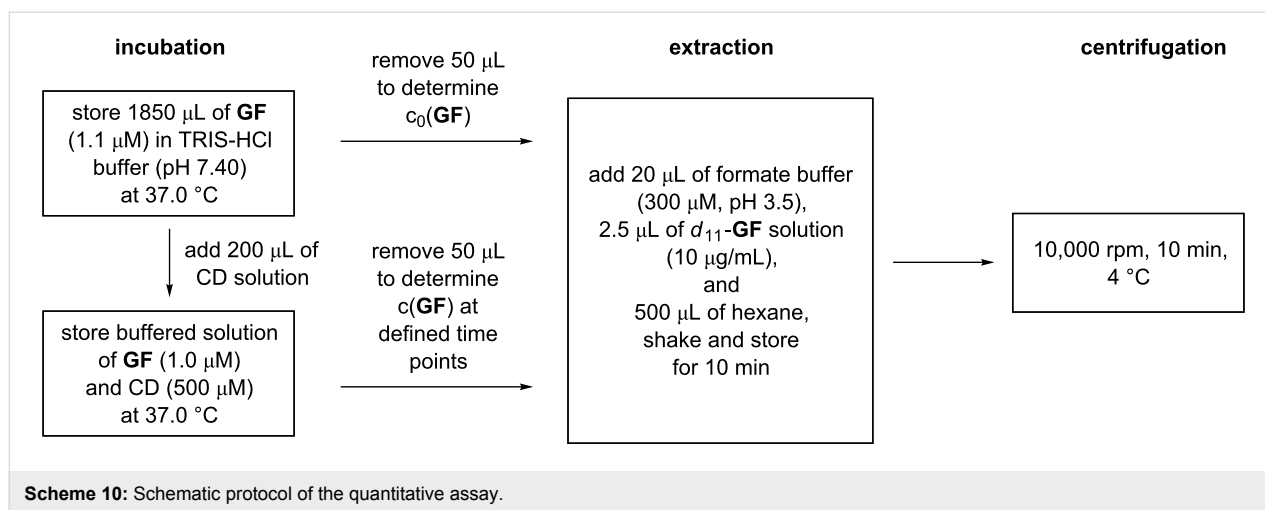 incubation
store 1850 μL of GF
(1.1 μM) in TRIS-HCl
buffer (pH 7.40)
at 37.0 °C
add 200 μL of
CD solution
store buffered solution
of GF (1.0 μM)
and CD (500 μM)
at 37.0 °C
remove 50 μL
to determine
c₀(GF)
remove 50 μL
to determine
c(GF) at
defined time
points
extraction
add 20 μL of formate buffer
(300 μM, pH 3.5),
2.5 μL of d₁₁-GF solution
(10 μg/mL),
and
500 μL of hexane,
shake and store
for 10 min
centrifugation
10,000 rpm, 10 min,
4 °C
Scheme 10: Schematic protocol of the quantitative assay.